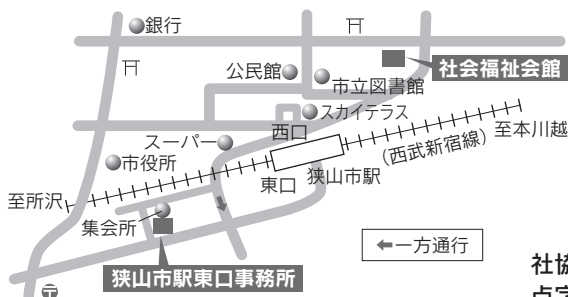 銀行
公民館
社会福祉会館
市立図書館
スカイテラス
西口
至本川越
スーパー
(西武新宿線)
市役所
東口
狭山市駅
至所沢
集会所
←一方通行
狭山市駅東口事務所
社協